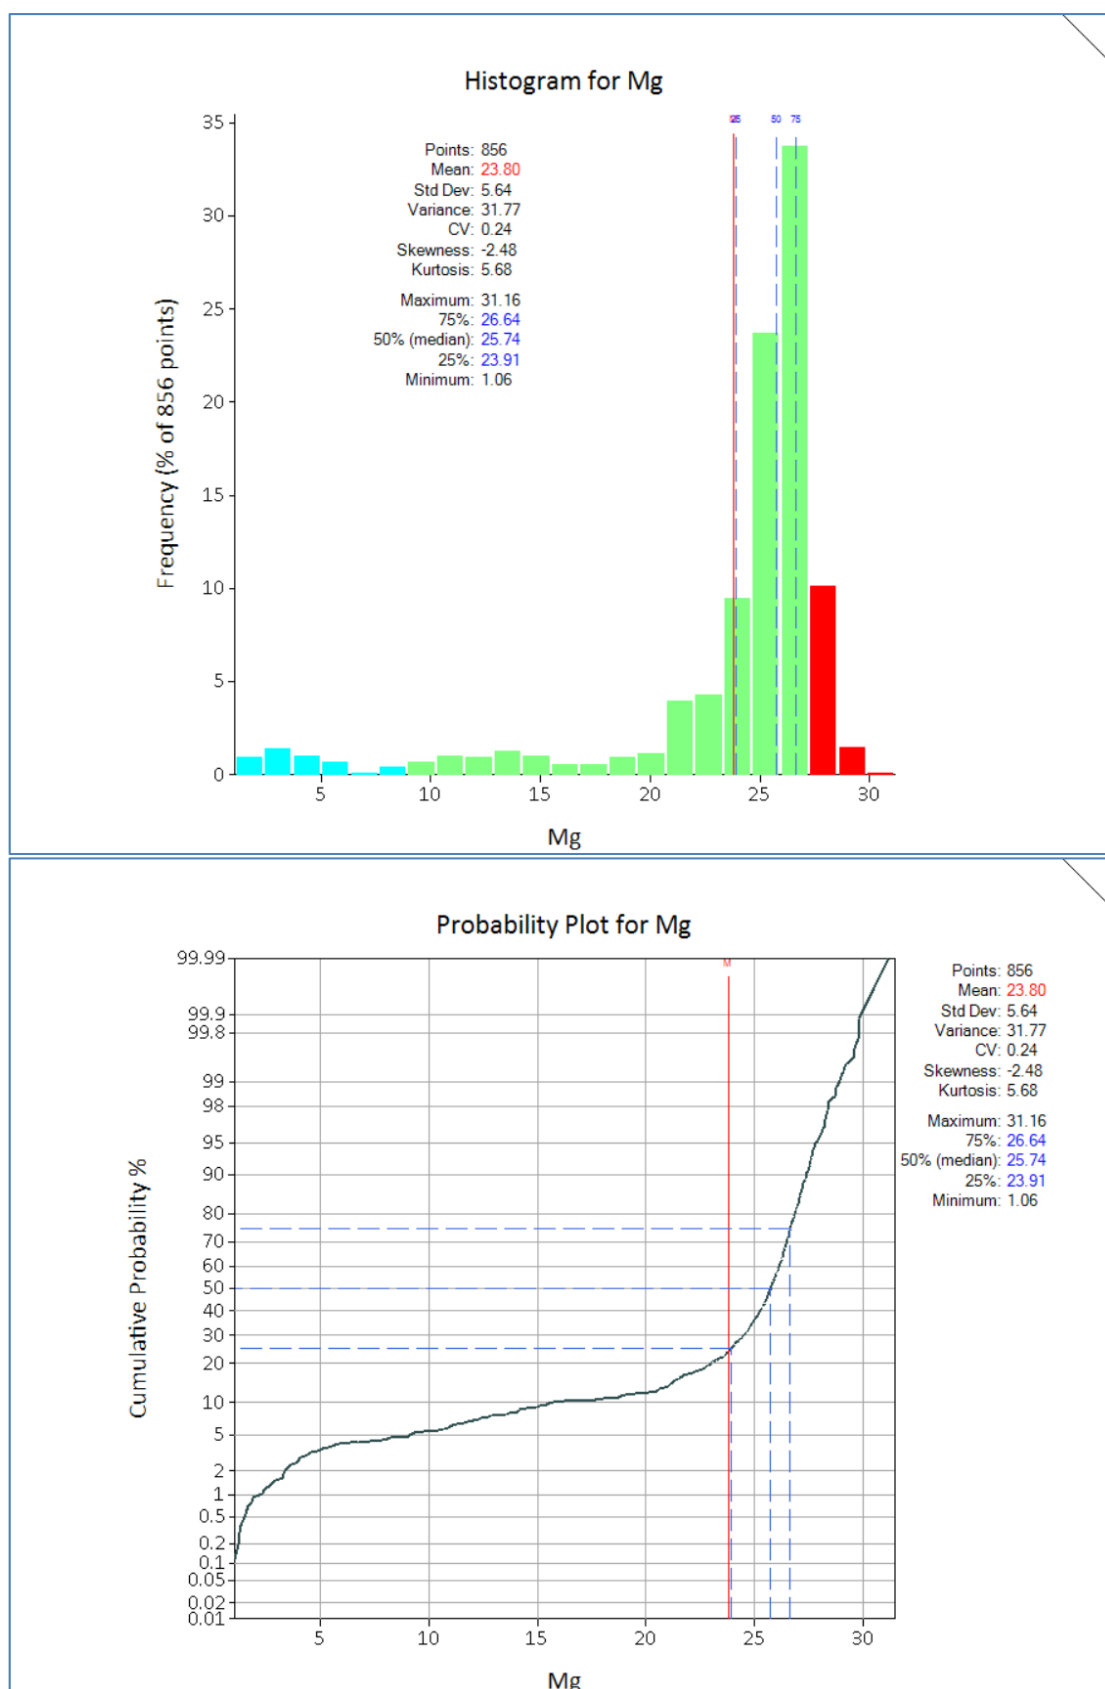 Histogram for Mg
35
30
25
20
15
10
5
0
Frequency (% of 856 points)
25
50
75
Points: 856
Mean: 23.80
Std Dev: 5.64
Variance: 31.77
CV: 0.24
Skewness: -2.48
Kurtosis: 5.68
Maximum: 31.16
75%: 26.64
50% (median): 25.74
25%: 23.91
Minimum: 1.06
5 10 15 20 25 30
Mg
Probability Plot for Mg
99.99
99.9
99.8
99
98
95
90
80
70
60
50
40
30
20
10
5
2
1
0.5
0.2
0.1
0.05
0.02
0.01
Cumulative Probability %
M
Points: 856
Mean: 23.80
Std Dev: 5.64
Variance: 31.77
CV: 0.24
Skewness: -2.48
Kurtosis: 5.68
Maximum: 31.16
75%: 26.64
50% (median): 25.74
25%: 23.91
Minimum: 1.06
5 10 15 20 25 30
Mg